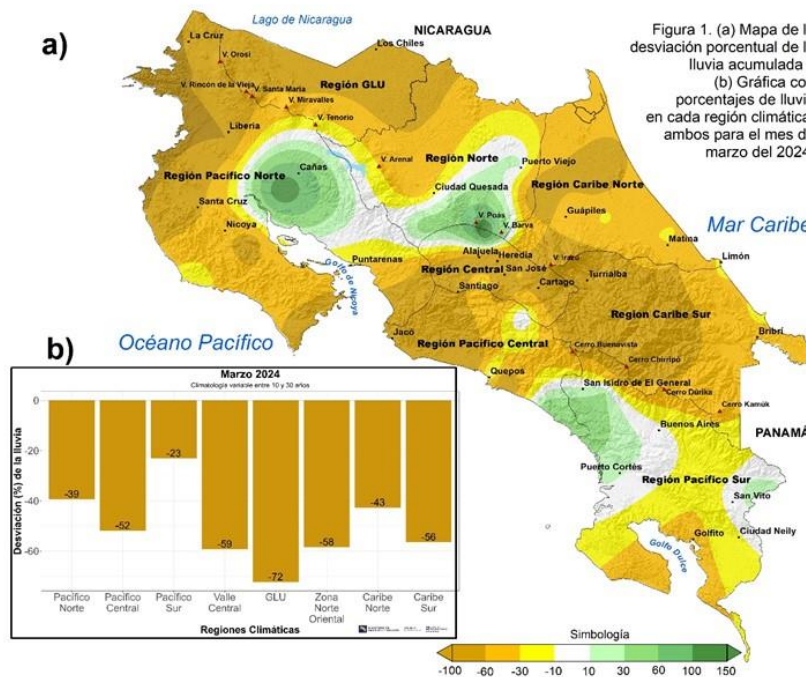 a)
Lago de Nicaragua
NICARAGUA
Figura 1. (a) Mapa de l
desviación porcentual de l
lluvia acumulada
(b) Gráfica co
porcentajes de lluvi
en cada región climática
ambos para el mes d
marzo del 2024
La Cruz
Los Chiles
V. Orosi
V. Rincón de la Vieja
V. Santa María
Región GLU
V. Miravalles
Liberia
V. Tenorio
Región Norte
V. Arenal
Puerto Viejo
Región Pacífico Norte
Cañas
Ciudad Quesada
Región Caribe Norte
Santa Cruz
V. Poás
Guápiles
Nicoya
V. Barva
Mar Caribe
Matina
Alajuela
Heredia
Limón
Puntarenas
Región Central
San José
V. Irazú
Turrialba
Golfo de Nicoya
Santiago
Cartago
Región Caribe Sur
Océano Pacífico
Jacó
Región Pacífico Central
Bribrí
Cerro Buenavista
Cerro Chirripó
Quepos
San Isidro de El General
Cerro Dúrika
Cerro Kamúk
Buenos Aires
PANAMÁ
Puerto Cortés
Región Pacífico Sur
San Vito
Golfito
Ciudad Neily
Golfo Dulce
b)
Marzo 2024
Climatología variable entre 10 y 30 años
Desviación (%) de la lluvia
0
-20
-40
-60
-39
-52
-23
-59
-72
-58
-43
-56
Pacífico Norte
Pacífico Central
Pacífico Sur
Valle Central
GLU
Zona Norte Oriental
Caribe Norte
Caribe Sur
Regiones Climáticas
Simbología
-100 -60 -30 -10 10 30 60 100 150